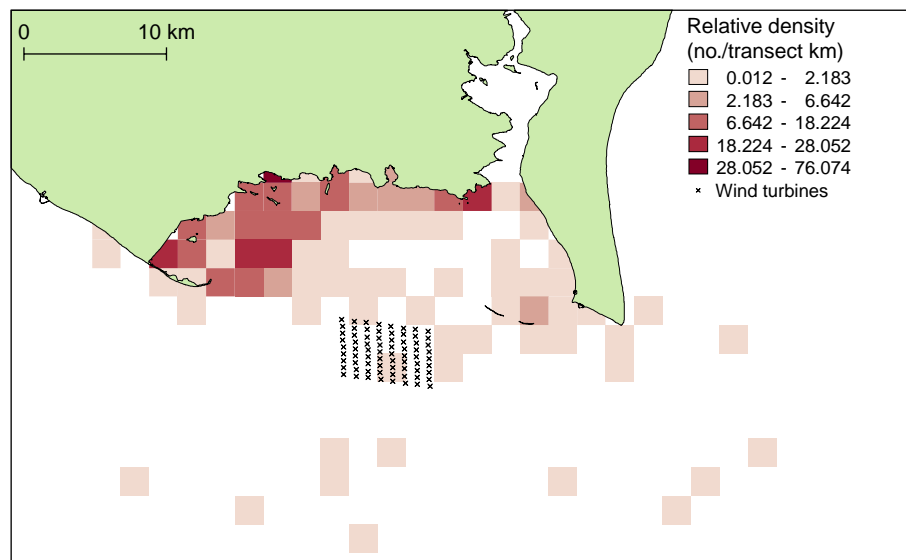 0 10 km
Relative density
(no./transect km)
0.012 - 2.183
2.183 - 6.642
6.642 - 18.224
18.224 - 28.052
28.052 - 76.074
Wind turbines